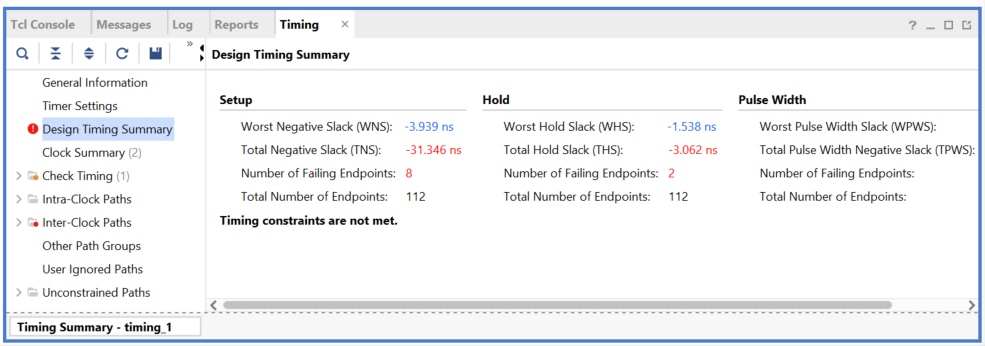 Tcl Console Messages Log Reports Timing ×
? _
»
Design Timing Summary
General Information
Timer Settings
Design Timing Summary
Clock Summary (2)
Check Timing (1)
Intra-Clock Paths
Inter-Clock Paths
Other Path Groups
User Ignored Paths
Unconstrained Paths
Setup
Worst Negative Slack (WNS): -3.939 ns
Total Negative Slack (TNS): -31.346 ns
Number of Failing Endpoints: 8
Total Number of Endpoints: 112
Hold
Worst Hold Slack (WHS): -1.538 ns
Total Hold Slack (THS): -3.062 ns
Number of Failing Endpoints: 2
Total Number of Endpoints: 112
Pulse Width
Worst Pulse Width Slack (WPWS):
Total Pulse Width Negative Slack (TPWS):
Number of Failing Endpoints:
Total Number of Endpoints:
Timing constraints are not met.
Timing Summary - timing_1